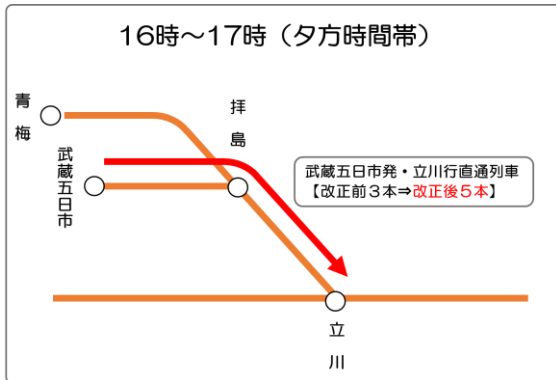 16時～17時（夕方時間帯）
青梅
拝島
武蔵五日市
武蔵五日市発・立川行直通列車
【改正前３本⇒改正後５本】
立川